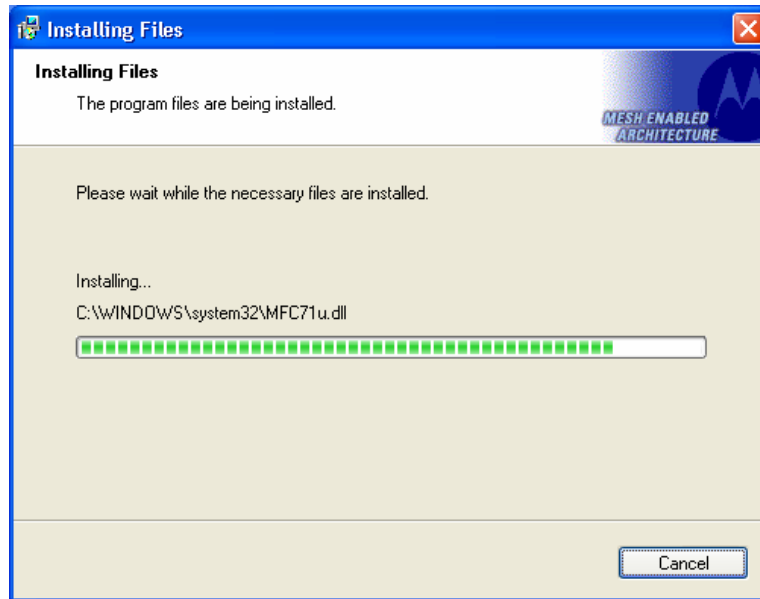 Installing Files
Installing Files
The program files are being installed.
MESH ENABLED
ARCHITECTURE
Please wait while the necessary files are installed.
Installing...
C:\WINDOWS\system32\MFC71u.dll
Cancel